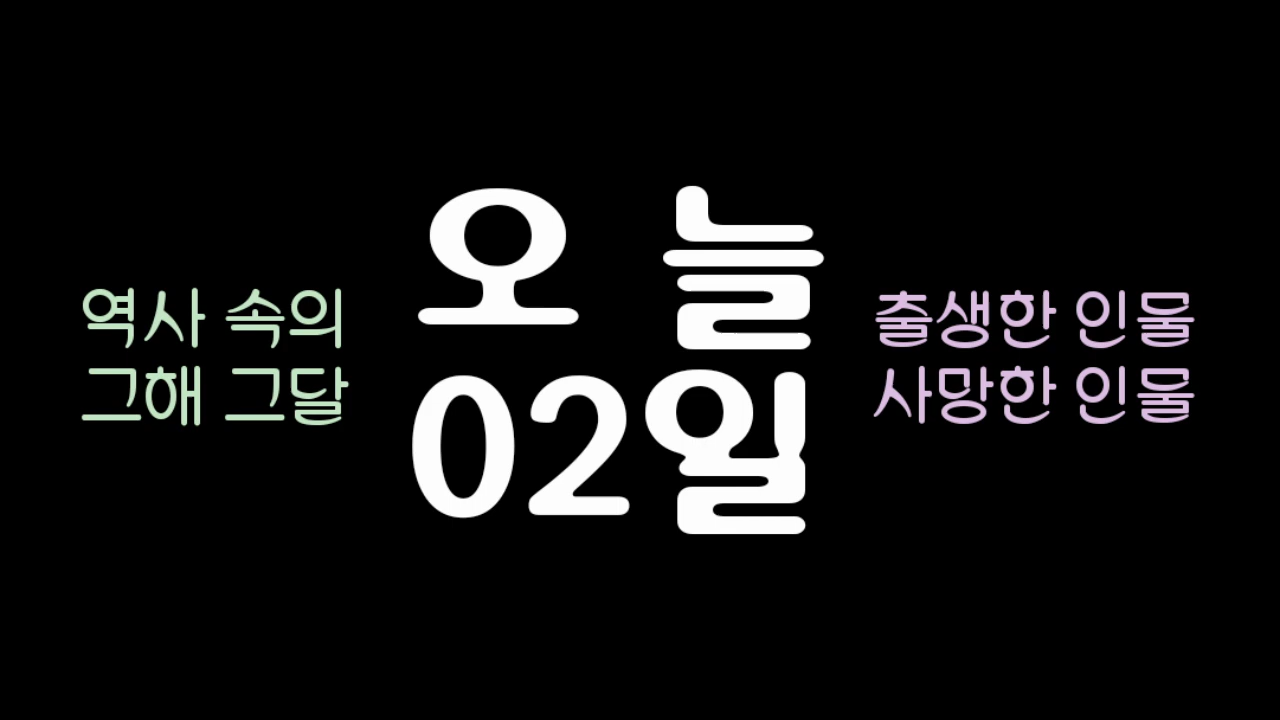 역사 속의
그해 그달
오 늘
02일
출생한 인물
사망한 인물